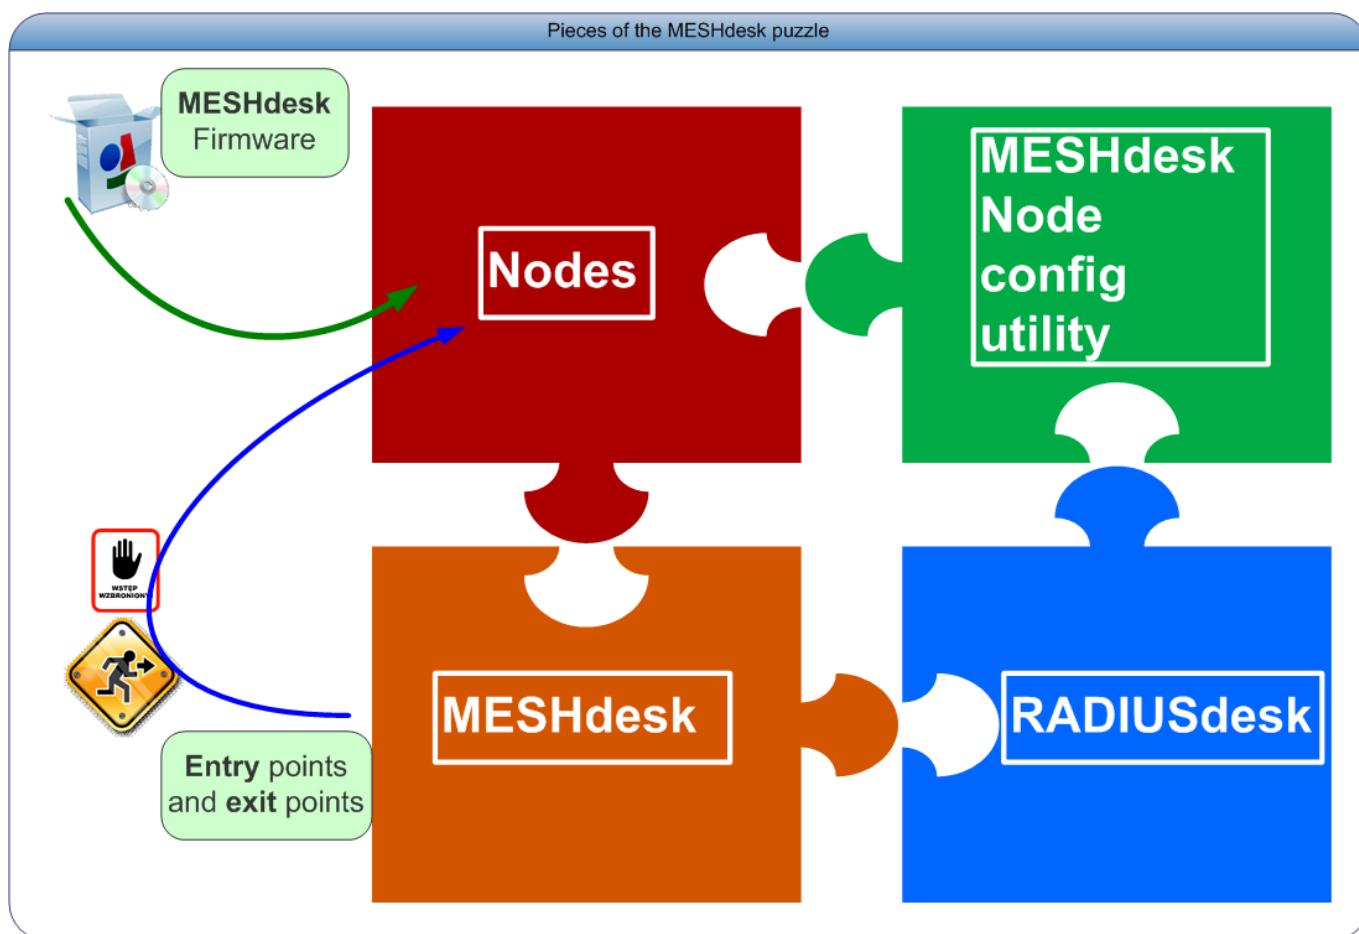 Pieces of the MESHdesk puzzle
MESHdesk
Firmware
Nodes
MESHdesk
Node
config
utility
WSTĘP
WZBRONIONY
MESHdesk
RADIUSdesk
Entry points
and exit points